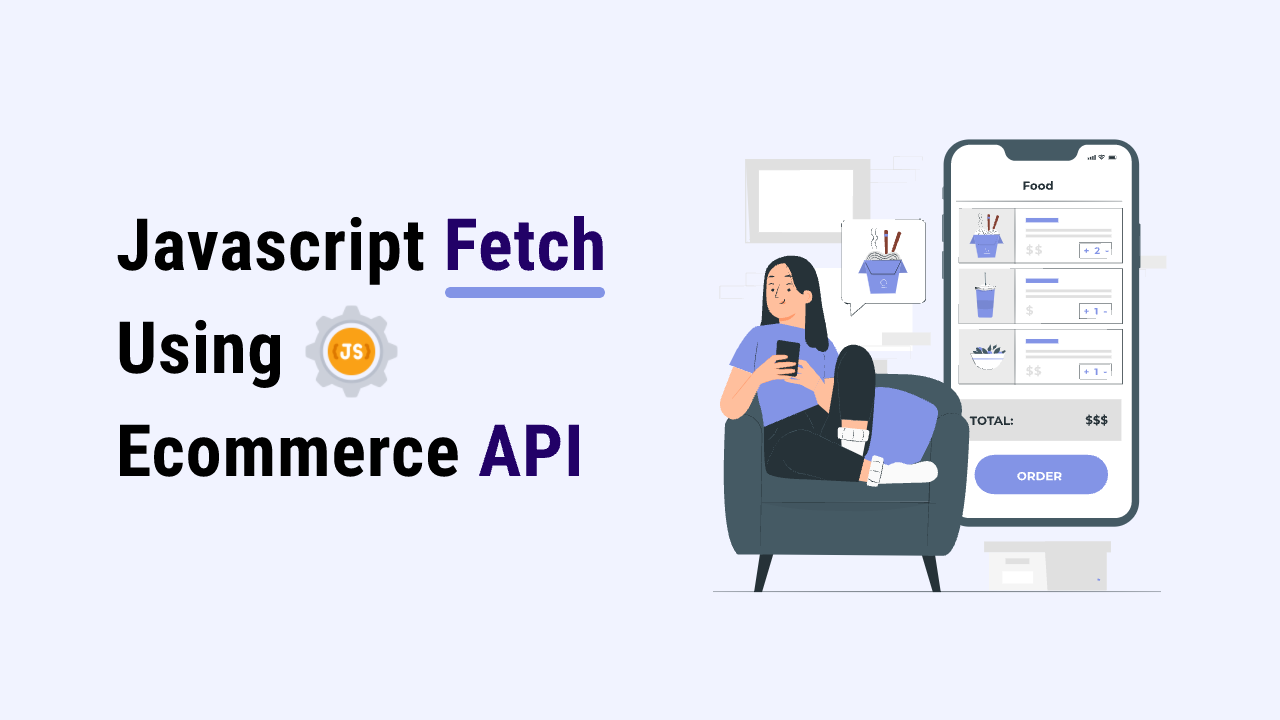 Javascript Fetch
Using
(JS)
Ecommerce API
Food
$$
+ 2 -
$
+ 1 -
$$
+ 1 -
TOTAL: $$$
ORDER